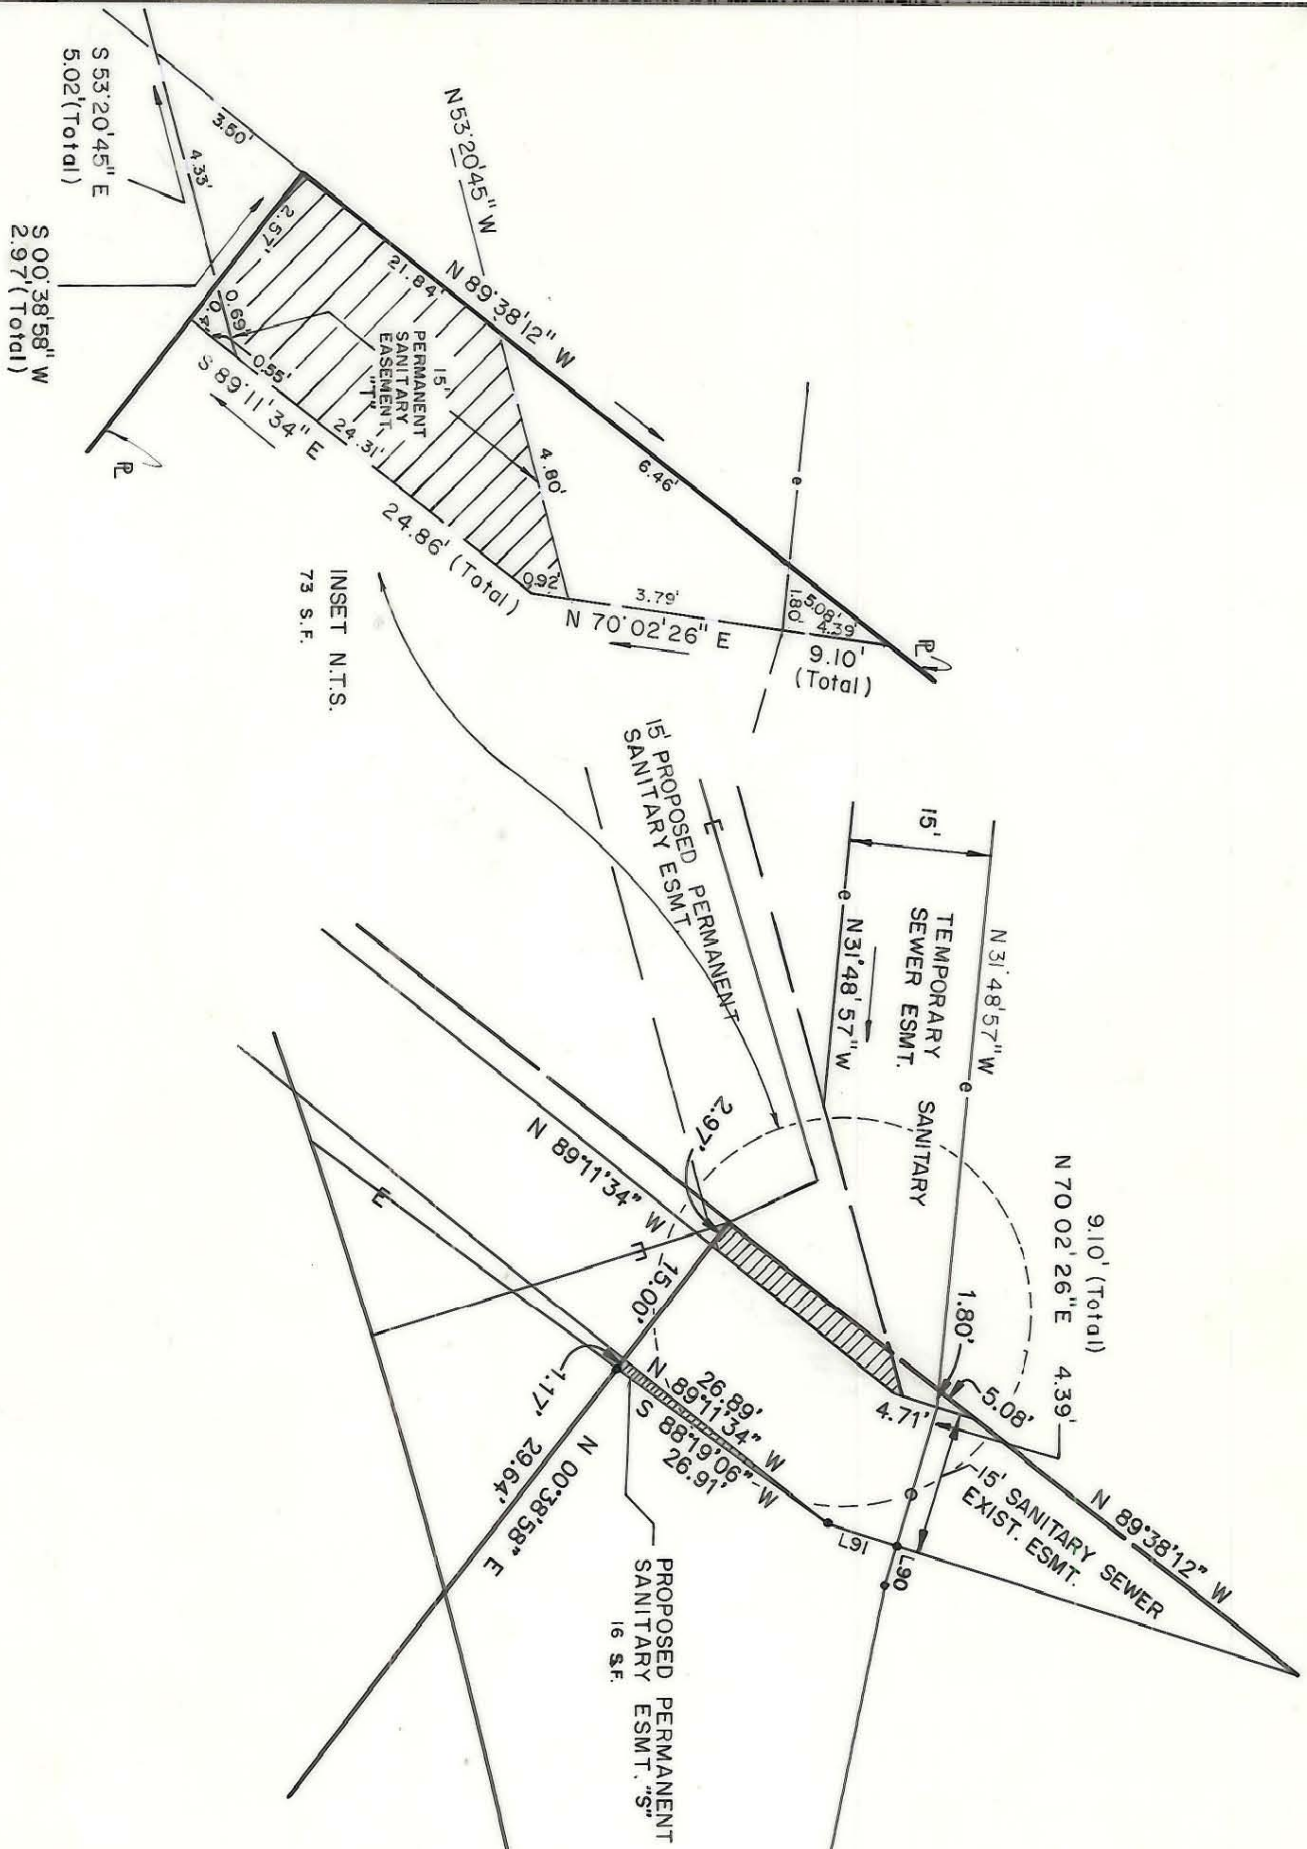 S 53°20'45" E
5.02'(Total)
S 00°38'58" W
2.97'(Total)
3.50'
4.33'
2.57'
0.69'
0.55'
N53°20'45" W
N 89°38'12" W
21.84'
15'
PERMANENT
SANITARY
EASEMENT
"T"
S 89°11'34" E
24.31'
24.86' (Total)
4.80'
0.92'
6.46'
3.79'
N 70°02'26" E
e
1.80'
5.08'
4.39'
9.10'
(Total)
PL
PL
INSET N.T.S.
73 S.F.
15' PROPOSED PERMANENT
SANITARY ESMT.
E
15'
N 31°48'57" W
e
TEMPORARY SANITARY
SEWER ESMT.
e
N31°48'57" W
9.10' (Total)
N 70 02' 26"E 4.39'
1.80'
5.08'
4.71'
2.97'
N 89°11'34" W
E
15.00'
E
1.17'
26.89'
N 89°11'34" W
S 88°19'06" W
26.91'
N 00°38'58" E
29.64'
15' SANITARY SEWER
EXIST. ESMT.
N 89°38'12" W
L91
L90
PROPOSED PERMANENT
SANITARY ESMT. "S"
16 S.F.